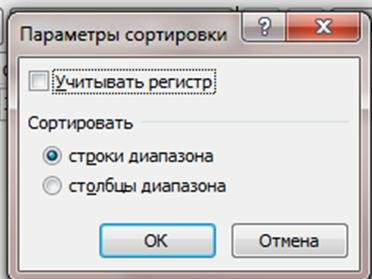 Параметры сортировки
Учитывать регистр
Сортировать
строки диапазона
столбцы диапазона
ОК
Отмена